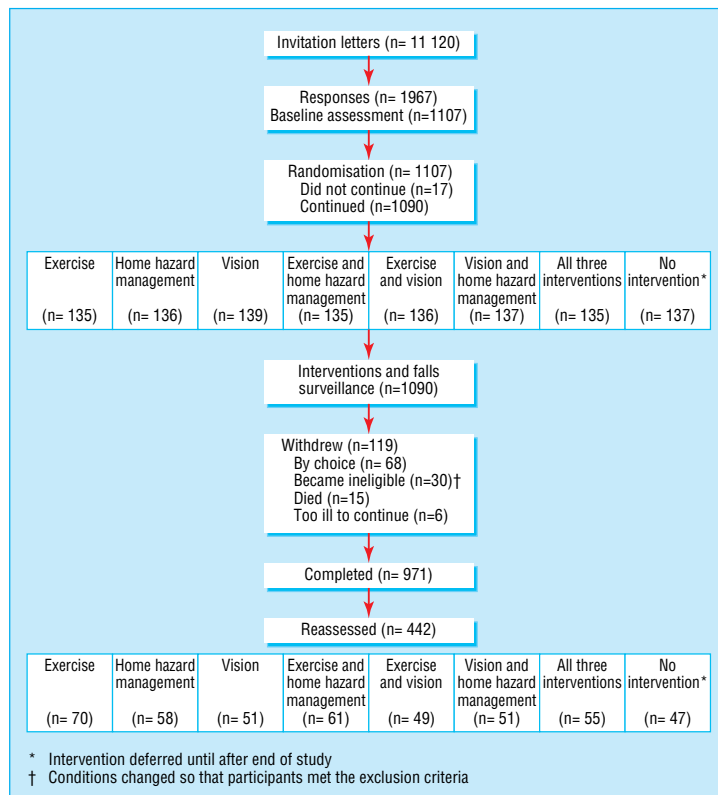 Invitation letters (n= 11 120)
Responses (n= 1967)
Baseline assessment (n=1107)
Randomisation (n= 1107)
Did not continue (n=17)
Continued (n=1090)
Exercise
(n= 135)
Home hazard
management
(n= 136)
Vision
(n= 139)
Exercise and
home hazard
management
(n= 135)
Exercise
and vision
(n= 136)
Vision and
home hazard
management
(n= 137)
All three
interventions
(n= 135)
No
intervention*
(n= 137)
Interventions and falls
surveillance (n=1090)
Withdrew (n=119)
By choice (n= 68)
Became ineligible (n=30)†
Died (n=15)
Too ill to continue (n=6)
Completed (n= 971)
Reassessed (n= 442)
Exercise
(n= 70)
Home hazard
management
(n= 58)
Vision
(n= 51)
Exercise and
home hazard
management
(n= 61)
Exercise
and vision
(n= 49)
Vision and
home hazard
management
(n= 51)
All three
interventions
(n= 55)
No
intervention*
(n= 47)
* Intervention deferred until after end of study
† Conditions changed so that participants met the exclusion criteria